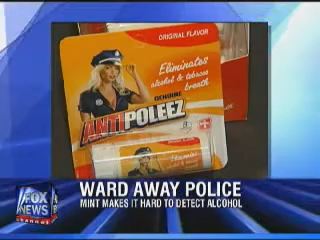 ORIGINAL FLAVOR
Eliminates
alcohol & tobacco
breath
GENUINE
ANTIPOLEEZ
Eliminates
WARD AWAY POLICE
MINT MAKES IT HARD TO DETECT ALCOHOL
FOX
NEWS
channel